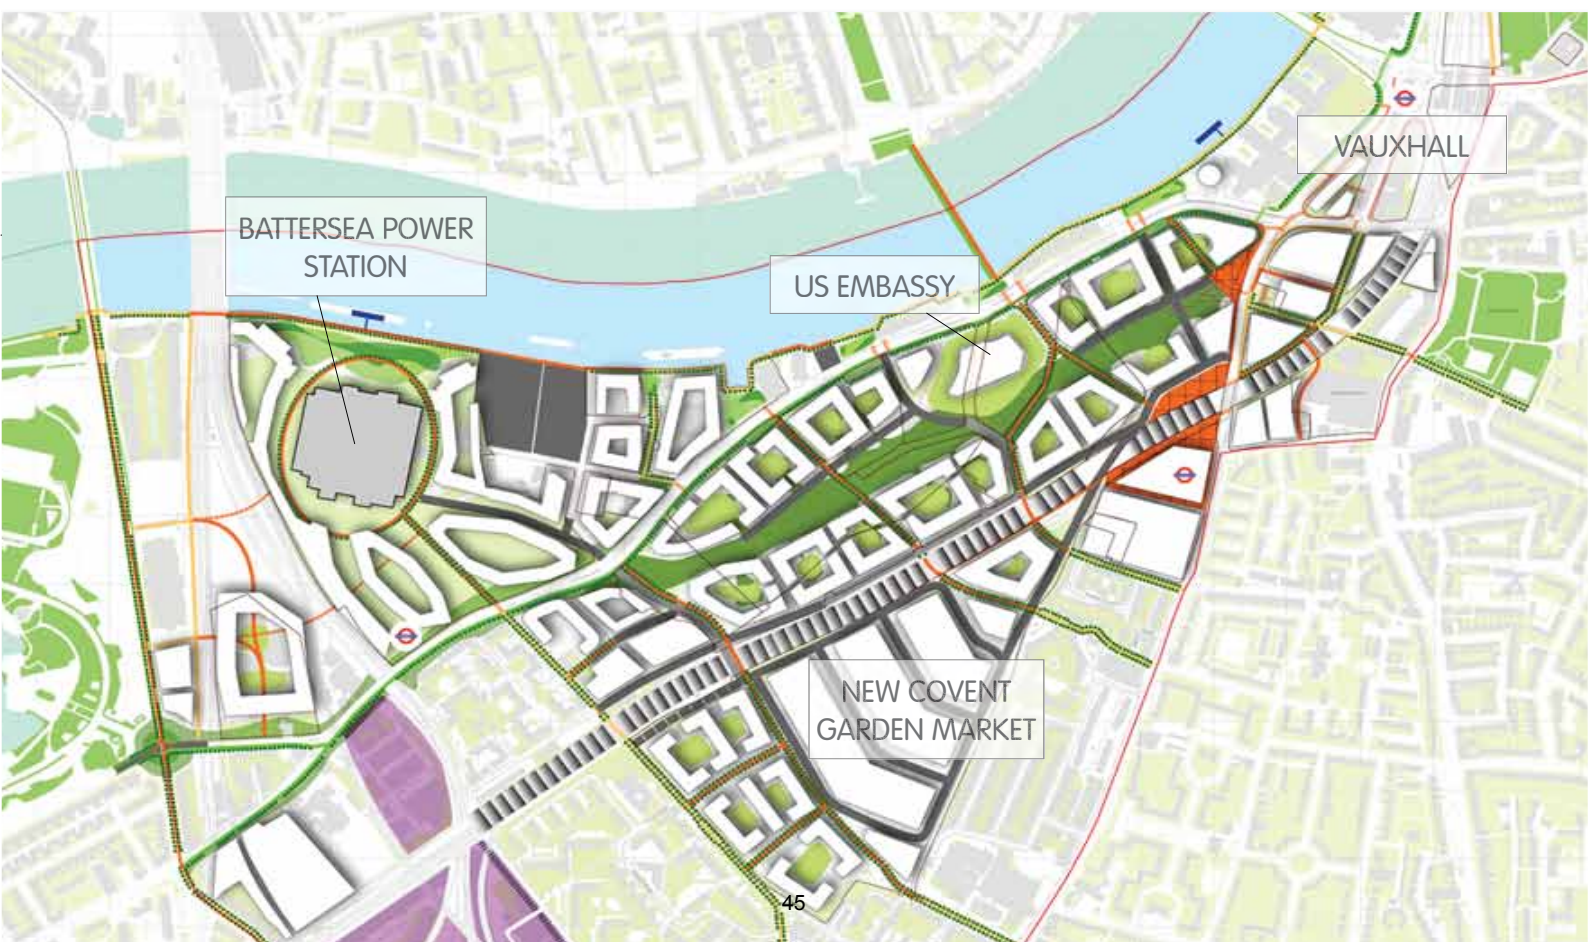 VAUXHALL
BATTERSEA POWER
STATION
US EMBASSY
NEW COVENT
GARDEN MARKET
45